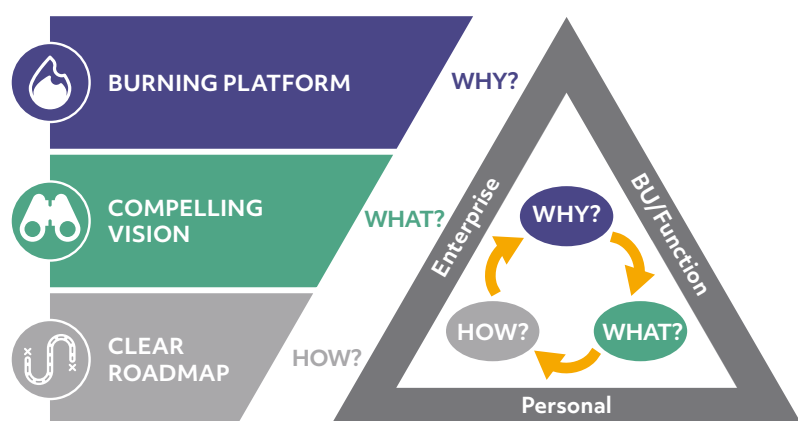 BURNING PLATFORM
WHY?
COMPELLING
VISION
WHAT?
CLEAR
ROADMAP
HOW?
Enterprise
BU/Function
Personal
WHY?
WHAT?
HOW?